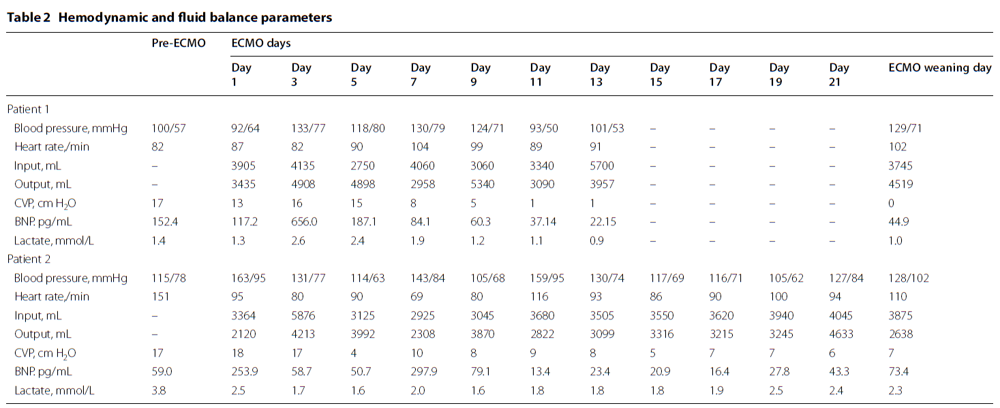 Table 2 Hemodynamic and fluid balance parameters
Pre-ECMO ECMO days
Day 1 Day 3 Day 5 Day 7 Day 9 Day 11 Day 13 Day 15 Day 17 Day 19 Day 21 ECMO weaning day
Patient 1
Blood pressure, mmHg 100/57 92/64 133/77 118/80 130/79 124/71 93/50 101/53 – – – – 129/71
Heart rate,/min 82 87 82 90 104 99 89 91 – – – – 102
Input, mL – 3905 4135 2750 4060 3060 3340 5700 – – – – 3745
Output, mL – 3435 4908 4898 2958 5340 3090 3957 – – – – 4519
CVP, cm H2O 17 13 16 15 8 5 1 1 – – – – 0
BNP. pg/mL 152.4 117.2 656.0 187.1 84.1 60.3 37.14 22.15 – – – – 44.9
Lactate, mmol/L 1.4 1.3 2.6 2.4 1.9 1.2 1.1 0.9 – – – – 1.0
Patient 2
Blood pressure, mmHg 115/78 163/95 131/77 114/63 143/84 105/68 159/95 130/74 117/69 116/71 105/62 127/84 128/102
Heart rate,/min 151 95 80 90 69 80 116 93 86 90 100 94 110
Input, mL – 3364 5876 3125 2925 3045 3680 3505 3550 3620 3940 4045 3875
Output, mL – 2120 4213 3992 2308 3870 2822 3099 3316 3215 3245 4633 2638
CVP, cm H2O 17 18 17 4 10 8 9 8 5 7 7 6 7
BNP. pg/mL 59.0 253.9 58.7 50.7 297.9 79.1 13.4 23.4 20.9 16.4 27.8 43.3 73.4
Lactate, mmol/L 3.8 2.5 1.7 1.6 2.0 1.6 1.8 1.8 1.8 1.9 2.5 2.4 2.3